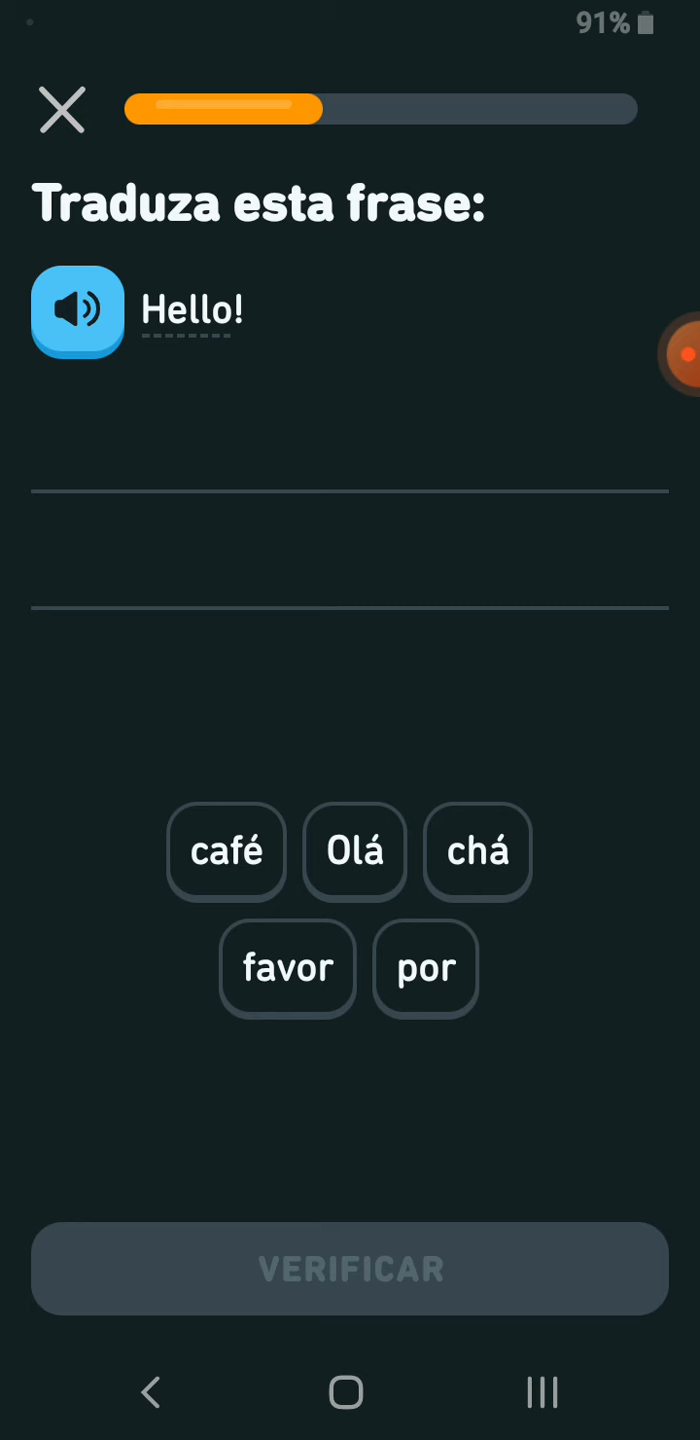 91%
Traduza esta frase:
Hello!
café Olá chá
favor por
VERIFICAR